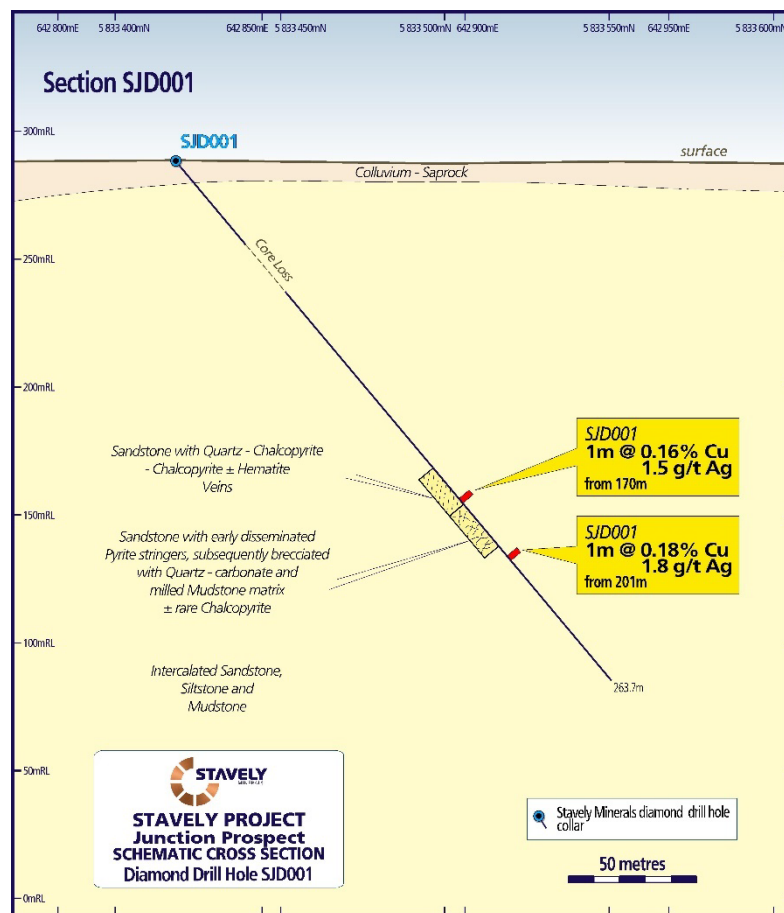 642 800mE 5 833 400mN 642 850mE 5 833 450mN 5 833 500mN 642 900mE 5 833 550mN 642 950mE 5 833 600mN
Section SJD001
300mRL
SJD001
surface
Colluvium - Saprock
250mRL
Core Loss
200mRL
SJD001
1m @ 0.16% Cu
1.5 g/t Ag
from 170m
Sandstone with Quartz - Chalcopyrite
- Chalcopyrite ± Hematite
Veins
150mRL
SJD001
1m @ 0.18% Cu
1.8 g/t Ag
from 201m
Sandstone with early disseminated
Pyrite stringers, subsequently brecciated
with Quartz - carbonate and
milled Mudstone matrix
± rare Chalcopyrite
100mRL
Intercalated Sandstone,
Siltstone and
Mudstone
263.7m
50mRL
STAVELY
STAVELY PROJECT
Junction Prospect
SCHEMATIC CROSS SECTION
Diamond Drill Hole SJD001
Stavely Minerals diamond drill hole
collar
50 metres
0mRL